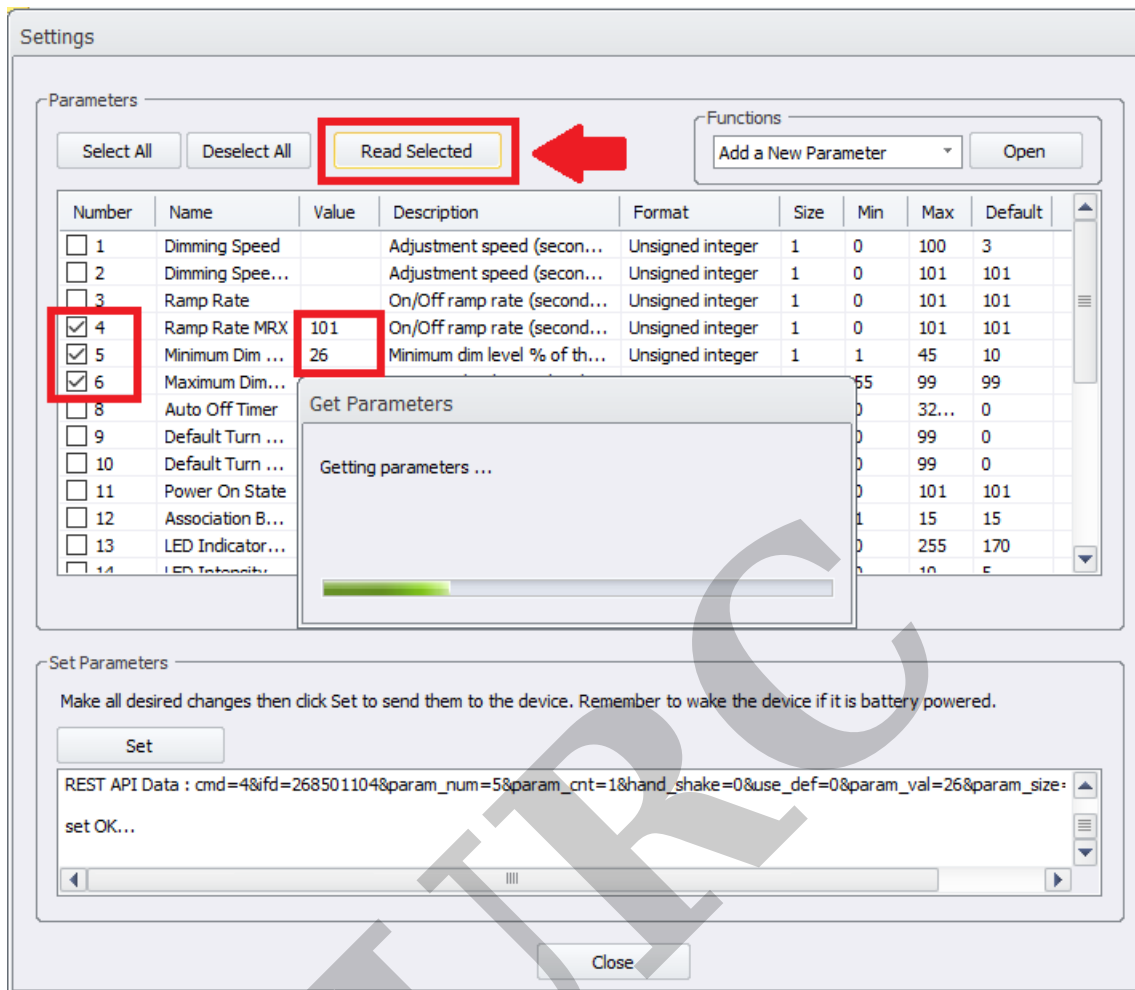 Settings
Parameters
Functions
Select All Deselect All Read Selected Add a New Parameter Open
Number Name Value Description Format Size Min Max Default
1 Dimming Speed Adjustment speed (secon... Unsigned integer 1 0 100 3
2 Dimming Spee... Adjustment speed (secon... Unsigned integer 1 0 101 101
3 Ramp Rate On/Off ramp rate (second... Unsigned integer 1 0 101 101
4 Ramp Rate MRX 101 On/Off ramp rate (second... Unsigned integer 1 0 101 101
5 Minimum Dim ... 26 Minimum dim level % of th... Unsigned integer 1 1 45 10
6 Maximum Dim... 55 99 99
8 Auto Off Timer 0 32... 0
9 Default Turn ... 0 99 0
10 Default Turn ... 0 99 0
11 Power On State 0 101 101
12 Association B... 1 15 15
13 LED Indicator... 0 255 170
14 LED Intensity 0 10 5
Get Parameters
Getting parameters ...
Set Parameters
Make all desired changes then click Set to send them to the device. Remember to wake the device if it is battery powered.
Set
REST API Data : cmd=4&ifd=268501104&param_num=5&param_cnt=1&hand_shake=0&use_def=0&param_val=26&param_size=
set OK...
Close
URC